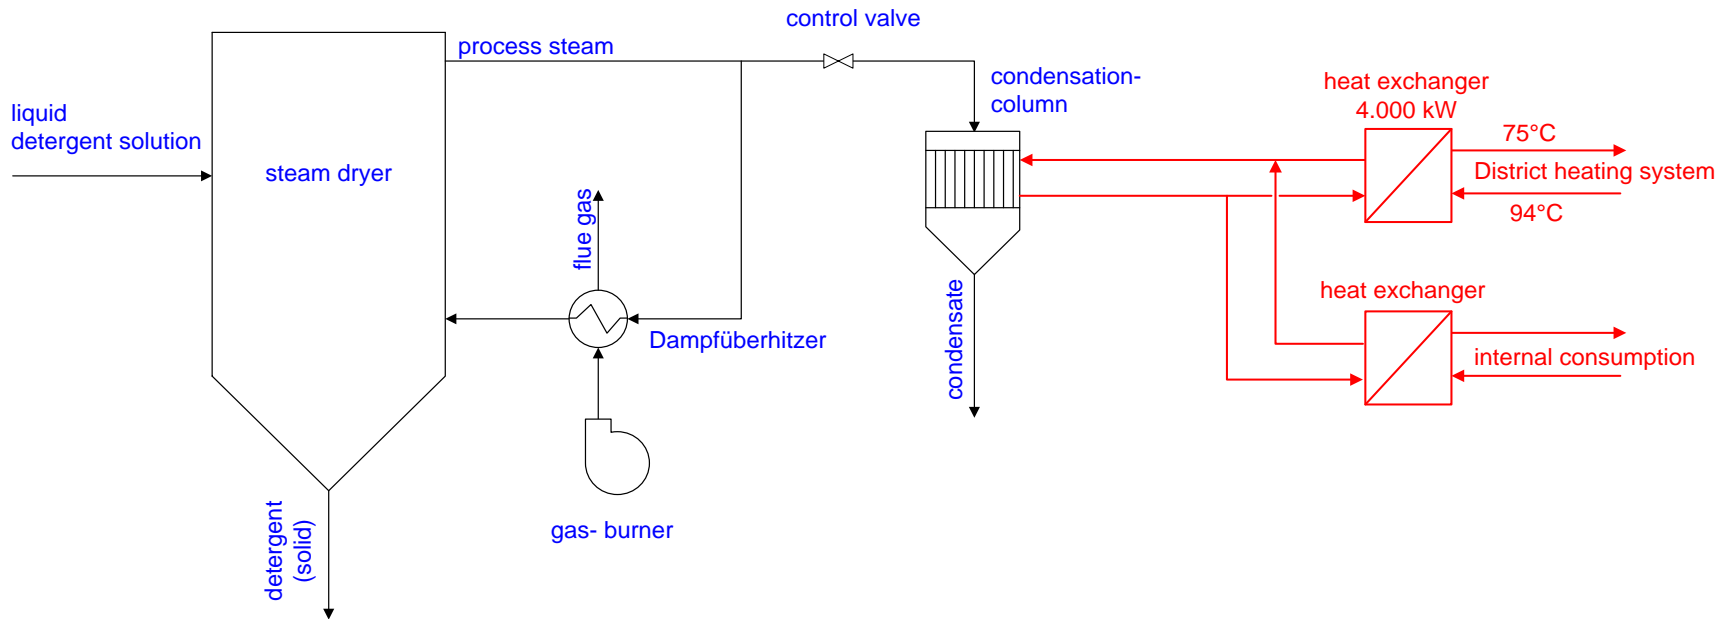 control valve
process steam
condensation-
column
heat exchanger
4.000 kW
liquid
detergent solution
75°C
steam dryer
District heating system
94°C
flue gas
heat exchanger
Dampfüberhitzer
condensate
internal consumption
detergent
(solid)
gas- burner